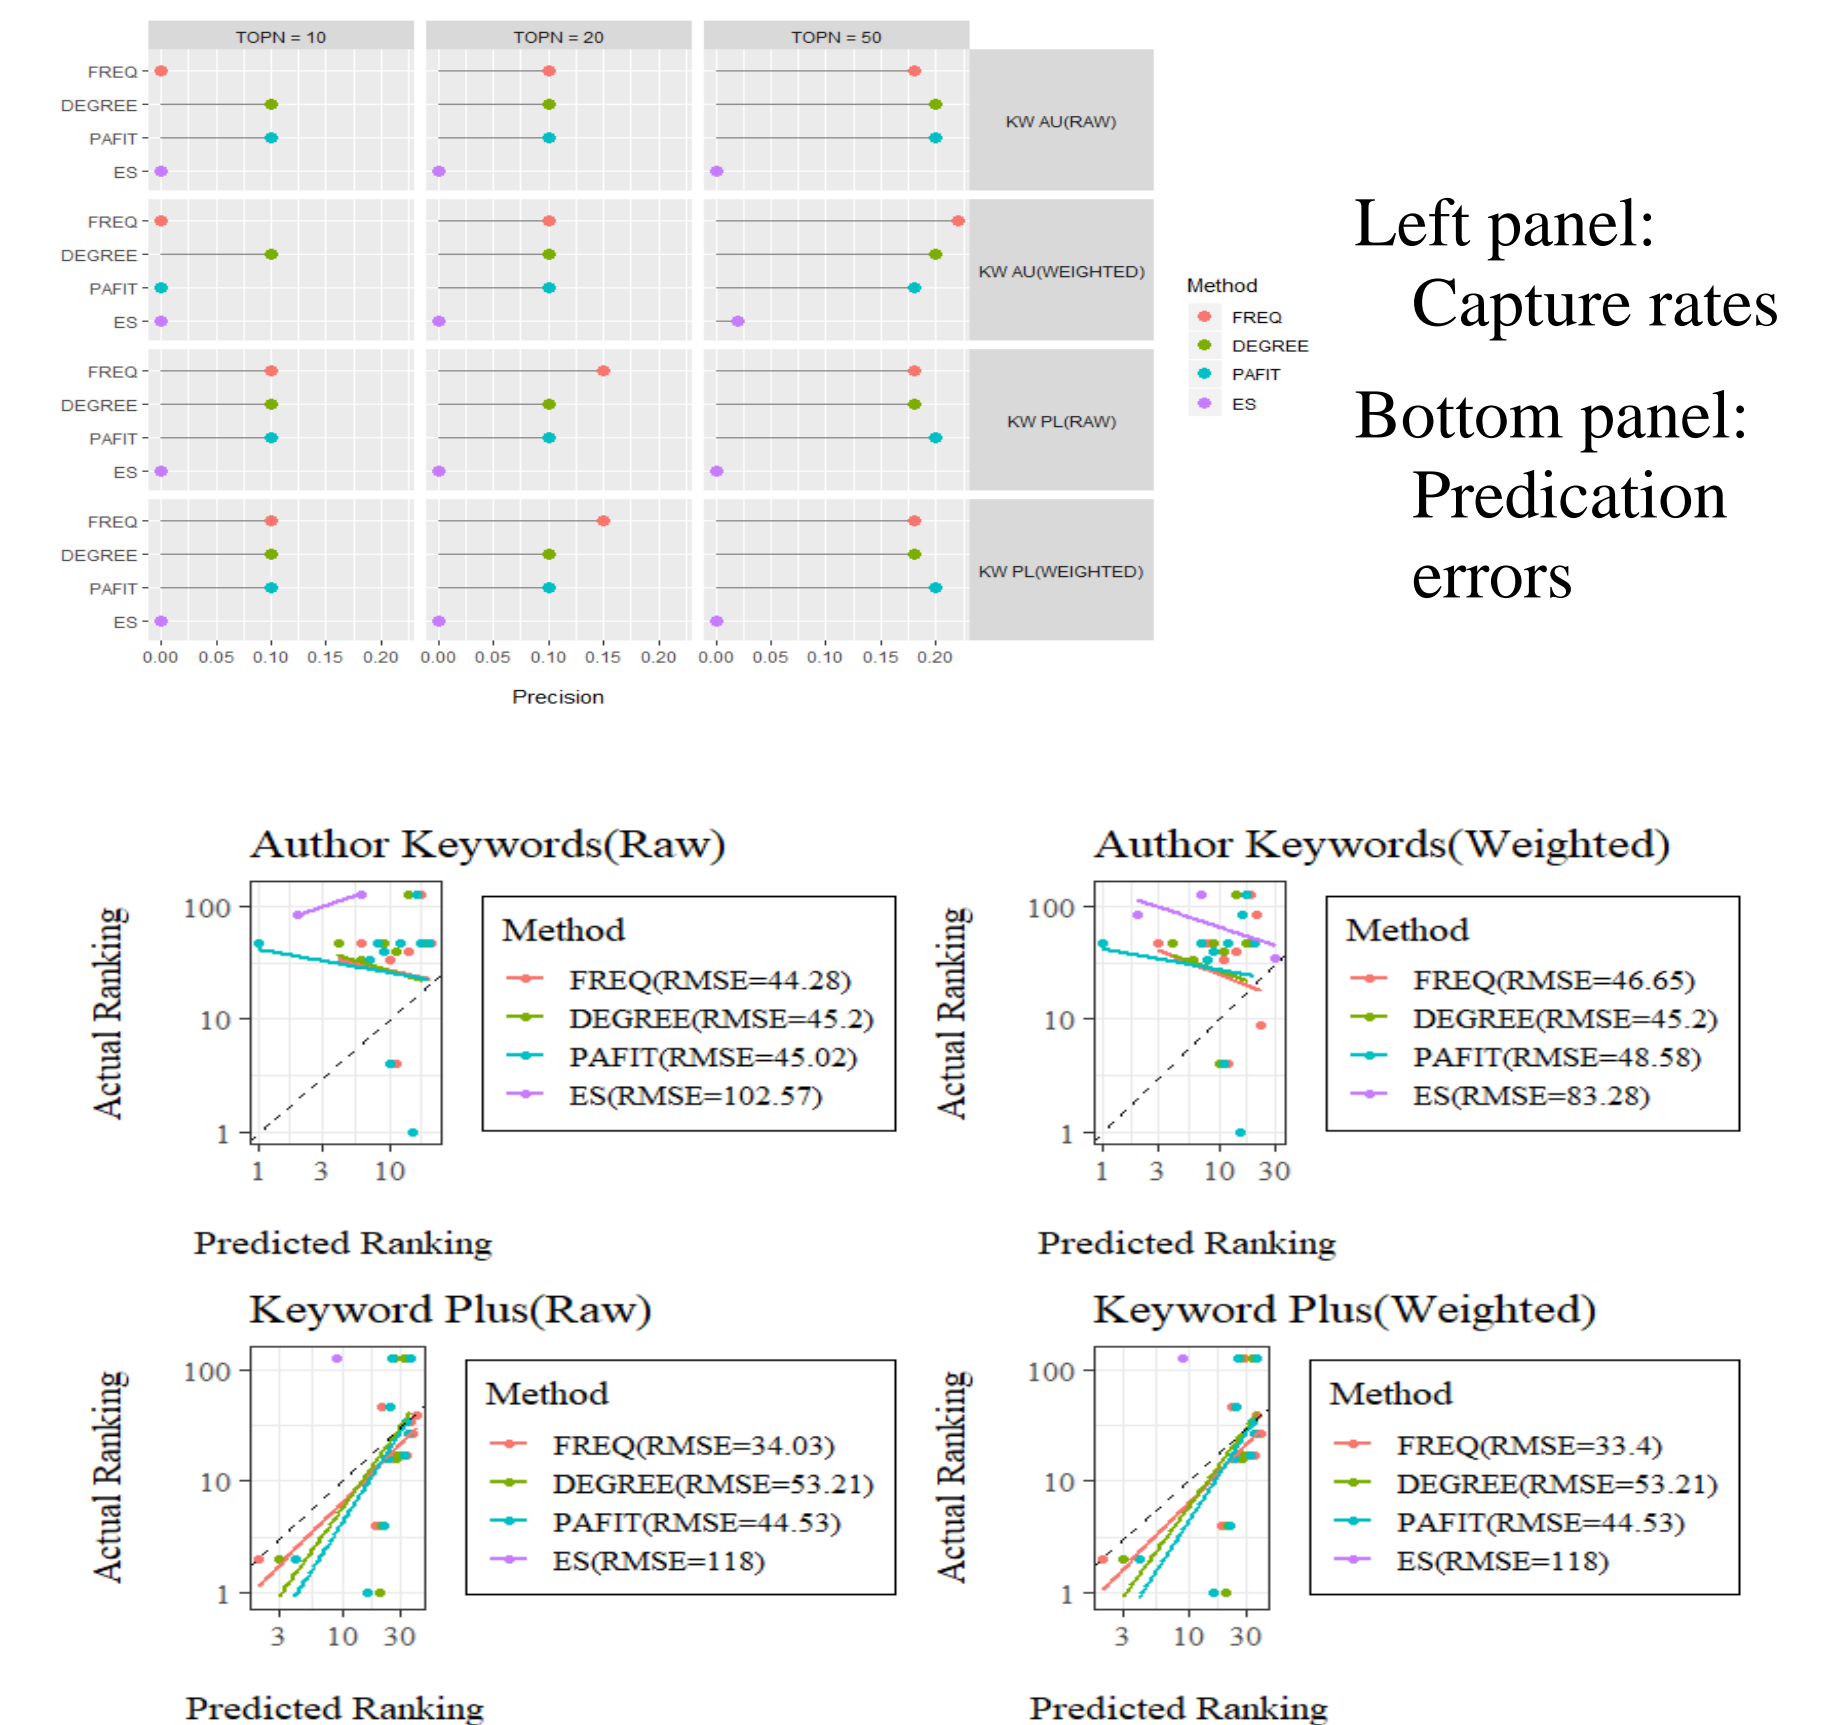 TOPN = 10 TOPN = 20 TOPN = 50
FREQ
DEGREE
PAFIT
ES
KW AU(RAW)
FREQ
DEGREE
PAFIT
ES
KW AU(WEIGHTED)
FREQ
DEGREE
PAFIT
ES
KW PL(RAW)
FREQ
DEGREE
PAFIT
ES
KW PL(WEIGHTED)
0.00 0.05 0.10 0.15 0.20 0.00 0.05 0.10 0.15 0.20 0.00 0.05 0.10 0.15 0.20
Precision
Method
FREQ
DEGREE
PAFIT
ES
Left panel:
Capture rates
Bottom panel:
Predication
errors
Author Keywords(Raw)
Actual Ranking
100
10
1
1 3 10
Predicted Ranking
Method
FREQ(RMSE=44.28)
DEGREE(RMSE=45.2)
PAFIT(RMSE=45.02)
ES(RMSE=102.57)
Author Keywords(Weighted)
Actual Ranking
100
10
1
1 3 10 30
Predicted Ranking
Method
FREQ(RMSE=46.65)
DEGREE(RMSE=45.2)
PAFIT(RMSE=48.58)
ES(RMSE=83.28)
Keyword Plus(Raw)
Actual Ranking
100
10
1
3 10 30
Predicted Ranking
Method
FREQ(RMSE=34.03)
DEGREE(RMSE=53.21)
PAFIT(RMSE=44.53)
ES(RMSE=118)
Keyword Plus(Weighted)
Actual Ranking
100
10
1
3 10 30
Predicted Ranking
Method
FREQ(RMSE=33.4)
DEGREE(RMSE=53.21)
PAFIT(RMSE=44.53)
ES(RMSE=118)